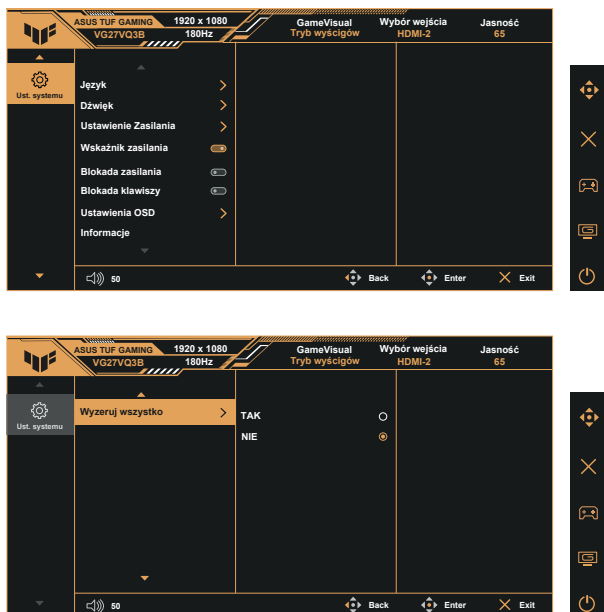 ASUS TUF GAMING 1920 x 1080 GameVisual Wybór wejścia Jasność
VG27VQ3B 180Hz Tryb wyścigów HDMI-2 65
Ust. systemu
Język
Dźwięk
Ustawienie Zasilania
Wskaźnik zasilania
Blokada zasilania
Blokada klawiszy
Ustawienia OSD
Informacje
50 Back Enter Exit
ASUS TUF GAMING 1920 x 1080 GameVisual Wybór wejścia Jasność
VG27VQ3B 180Hz Tryb wyścigów HDMI-2 65
Ust. systemu
Wyzeruj wszystko
TAK
NIE
50 Back Enter Exit